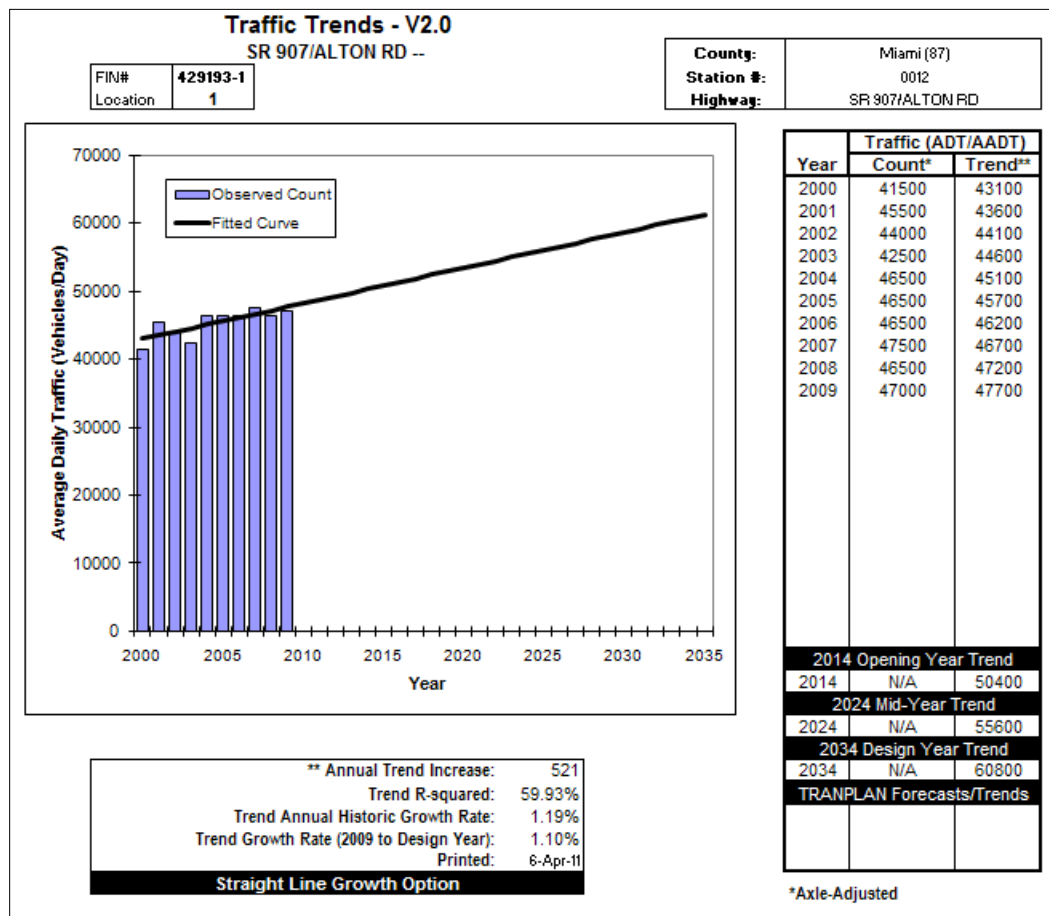 Traffic Trends - V2.0
SR 907/ALTON RD --
FIN# 429193-1
Location 1
County: Miami (87)
Station #: 0012
Highway: SR 907/ALTON RD
Average Daily Traffic (Vehicles/Day)
70000
60000
50000
40000
30000
20000
10000
0
Observed Count
Fitted Curve
2000 2005 2010 2015 2020 2025 2030 2035
Year
Traffic (ADT/AADT)
Year Count* Trend**
2000 41500 43100
2001 45500 43600
2002 44000 44100
2003 42500 44600
2004 46500 45100
2005 46500 45700
2006 46500 46200
2007 47500 46700
2008 46500 47200
2009 47000 47700
2014 Opening Year Trend
2014 N/A 50400
2024 Mid-Year Trend
2024 N/A 55600
2034 Design Year Trend
2034 N/A 60800
TRANPLAN Forecasts/Trends
** Annual Trend Increase: 521
Trend R-squared: 59.93%
Trend Annual Historic Growth Rate: 1.19%
Trend Growth Rate (2009 to Design Year): 1.10%
Printed: 6-Apr-11
Straight Line Growth Option
*Axle-Adjusted